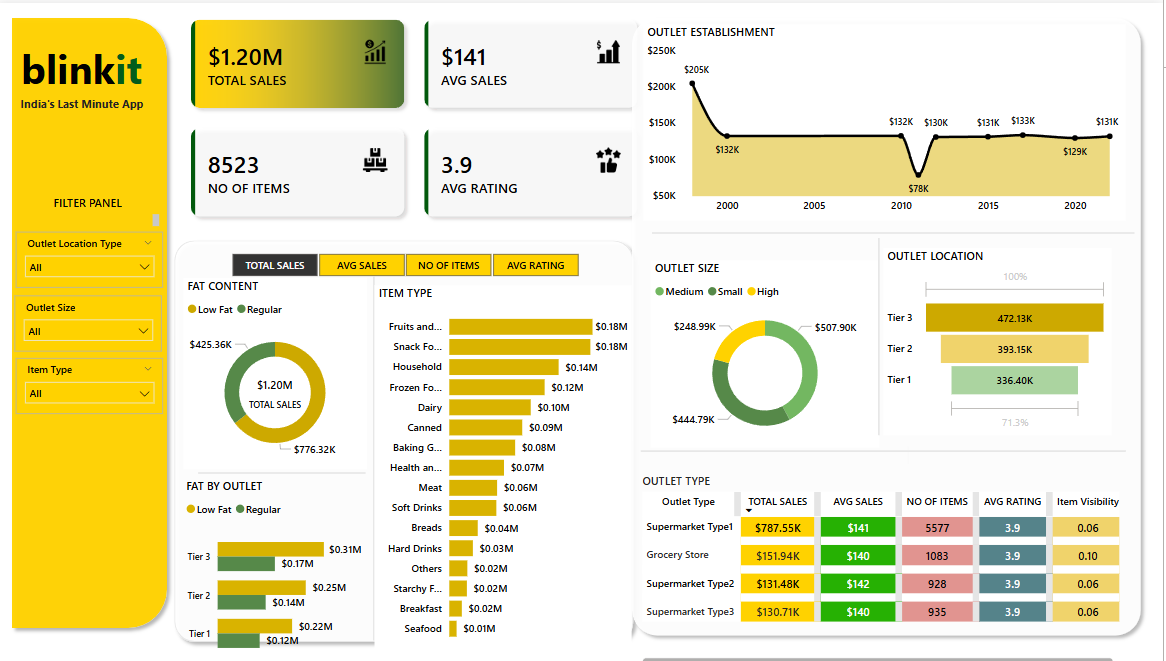 blinkit
India's Last Minute App
FILTER PANEL
Outlet Location Type
All
Outlet Size
All
Item Type
All
$1.20M
TOTAL SALES
$141
AVG SALES
8523
NO OF ITEMS
3.9
AVG RATING
TOTAL SALES
AVG SALES
NO OF ITEMS
AVG RATING
FAT CONTENT
Low Fat Regular
$425.36K
$1.20M
TOTAL SALES
$776.32K
FAT BY OUTLET
Low Fat Regular
Tier 3 $0.31M
$0.17M
Tier 2 $0.25M
$0.14M
Tier 1 $0.22M
$0.12M
ITEM TYPE
Fruits and... $0.18M
Snack Fo... $0.18M
Household $0.14M
Frozen Fo... $0.12M
Dairy $0.10M
Canned $0.09M
Baking G... $0.08M
Health an... $0.07M
Meat $0.06M
Soft Drinks $0.06M
Breads $0.04M
Hard Drinks $0.03M
Others $0.02M
Starchy F... $0.02M
Breakfast $0.02M
Seafood $0.01M
OUTLET ESTABLISHMENT
$250K
$200K
$150K
$100K
$50K
$205K
$132K
$132K
$78K
$130K
$131K
$133K
$129K
$131K
2000 2005 2010 2015 2020
OUTLET SIZE
Medium Small High
$248.99K
$507.90K
$444.79K
OUTLET LOCATION
100%
Tier 3 472.13K
Tier 2 393.15K
Tier 1 336.40K
71.3%
OUTLET TYPE
Outlet Type TOTAL SALES AVG SALES NO OF ITEMS AVG RATING Item Visibility
Supermarket Type1 $787.55K $141 5577 3.9 0.06
Grocery Store $151.94K $140 1083 3.9 0.10
Supermarket Type2 $131.48K $142 928 3.9 0.06
Supermarket Type3 $130.71K $140 935 3.9 0.06